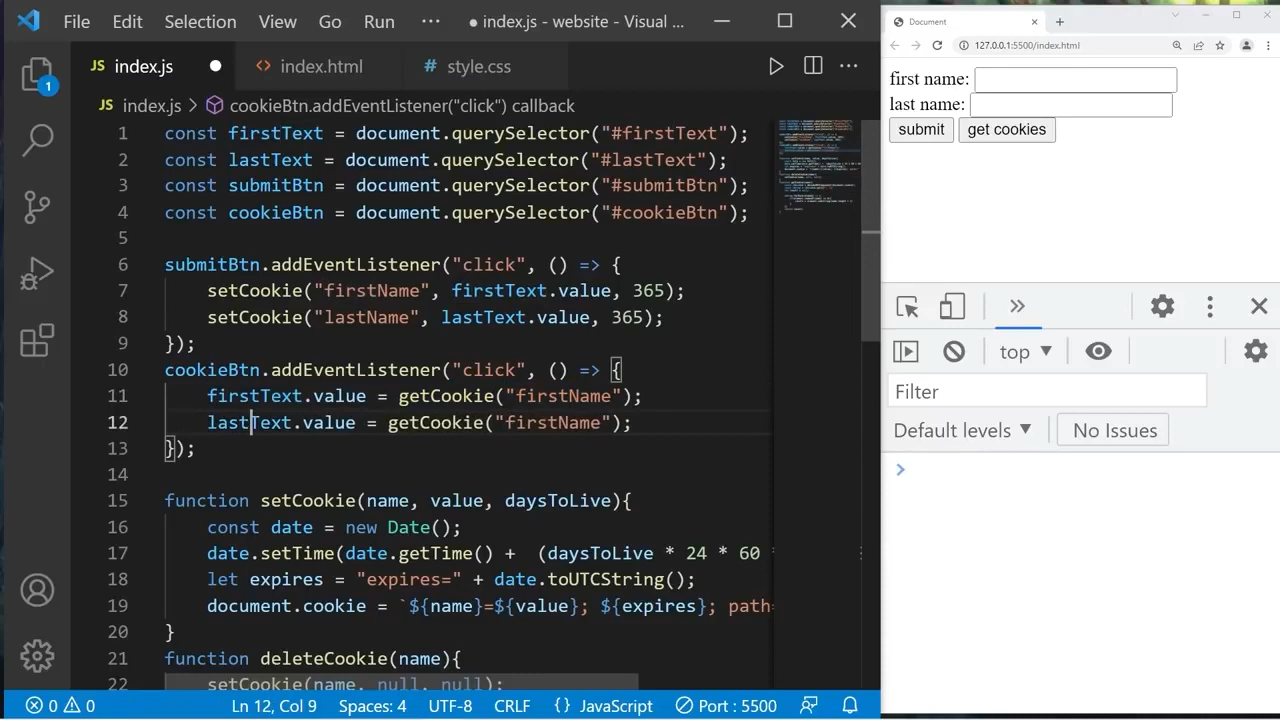 File Edit Selection View Go Run ··· ● index.js - website - Visual ...
JS index.js ● <> index.html # style.css
JS index.js > cookieBtn.addEventListener("click") callback
1 const firstText = document.querySelector("#firstText");
2 const lastText = document.querySelector("#lastText");
3 const submitBtn = document.querySelector("#submitBtn");
4 const cookieBtn = document.querySelector("#cookieBtn");
5
6 submitBtn.addEventListener("click", () => {
7 setCookie("firstName", firstText.value, 365);
8 setCookie("lastName", lastText.value, 365);
9 });
10 cookieBtn.addEventListener("click", () => {
11 firstText.value = getCookie("firstName");
12 lastText.value = getCookie("firstName");
13 });
14
15 function setCookie(name, value, daysToLive){
16 const date = new Date();
17 date.setTime(date.getTime() + (daysToLive * 24 * 60
18 let expires = "expires=" + date.toUTCString();
19 document.cookie = `${name}=${value}; ${expires}; path=
20 }
21 function deleteCookie(name){
22 setCookie(name, null, null);
1
0 0 Ln 12, Col 9 Spaces: 4 UTF-8 CRLF {} JavaScript Port : 5500
Document
127.0.0.1:5500/index.html
first name:
last name:
submit get cookies
top
Filter
Default levels No Issues